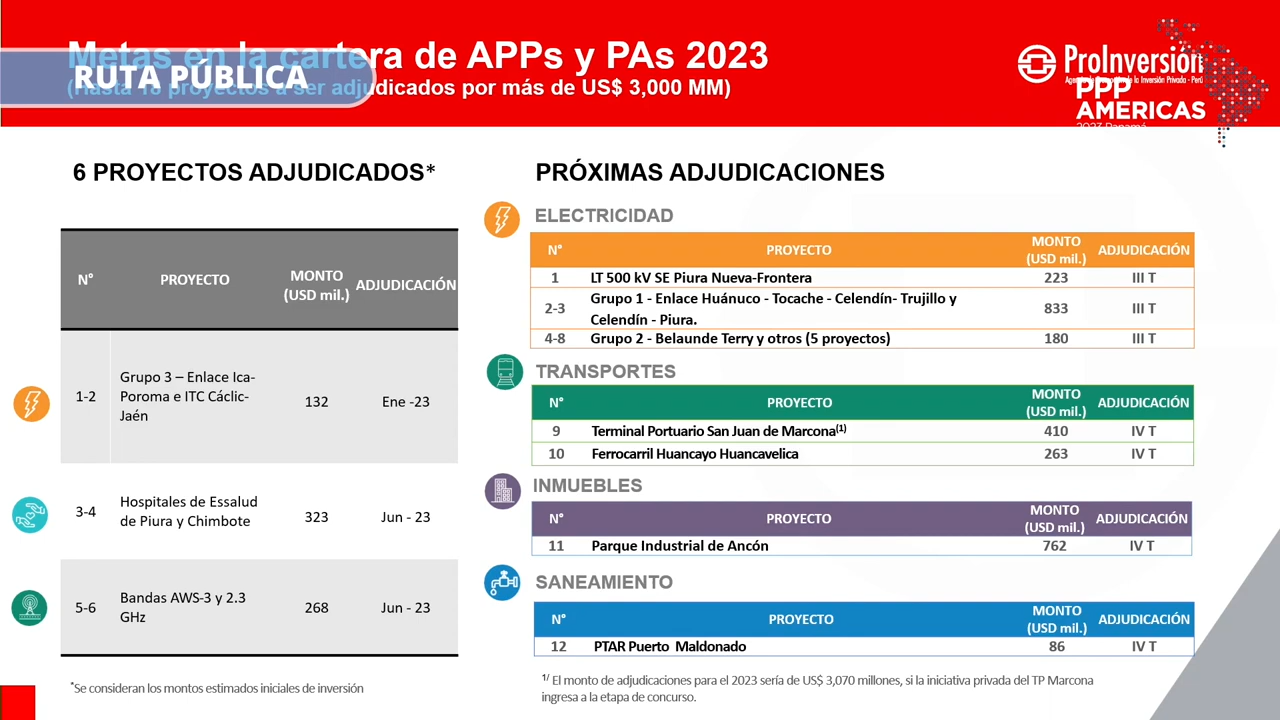 Metas en la cartera de APPs y PAs 2023
RUTA PÚBLICA
adjudicados por más de US$ 3,000 MM)
ProInversión
Agencia de Promoción de la Inversión Privada - Perú
PPP
AMERICAS
2023 Panamá
6 PROYECTOS ADJUDICADOS*
N° PROYECTO MONTO (USD mil.) ADJUDICACIÓN
1-2 Grupo 3 – Enlace Ica-
Poroma e ITC Cáclic-
Jaén 132 Ene -23
3-4 Hospitales de Essalud
de Piura y Chimbote 323 Jun - 23
5-6 Bandas AWS-3 y 2.3
GHz 268 Jun - 23
*Se consideran los montos estimados iniciales de inversión
PRÓXIMAS ADJUDICACIONES
ELECTRICIDAD
N° PROYECTO MONTO (USD mil.) ADJUDICACIÓN
1 LT 500 kV SE Piura Nueva-Frontera 223 III T
2-3 Grupo 1 - Enlace Huánuco - Tocache - Celendín- Trujillo y
Celendín - Piura. 833 III T
4-8 Grupo 2 - Belaunde Terry y otros (5 proyectos) 180 III T
TRANSPORTES
N° PROYECTO MONTO (USD mil.) ADJUDICACIÓN
9 Terminal Portuario San Juan de Marcona(1) 410 IV T
10 Ferrocarril Huancayo Huancavelica 263 IV T
INMUEBLES
N° PROYECTO MONTO (USD mil.) ADJUDICACIÓN
11 Parque Industrial de Ancón 762 IV T
SANEAMIENTO
N° PROYECTO MONTO (USD mil.) ADJUDICACIÓN
12 PTAR Puerto Maldonado 86 IV T
1/ El monto de adjudicaciones para el 2023 sería de US$ 3,070 millones, si la iniciativa privada del TP Marcona
ingresa a la etapa de concurso.